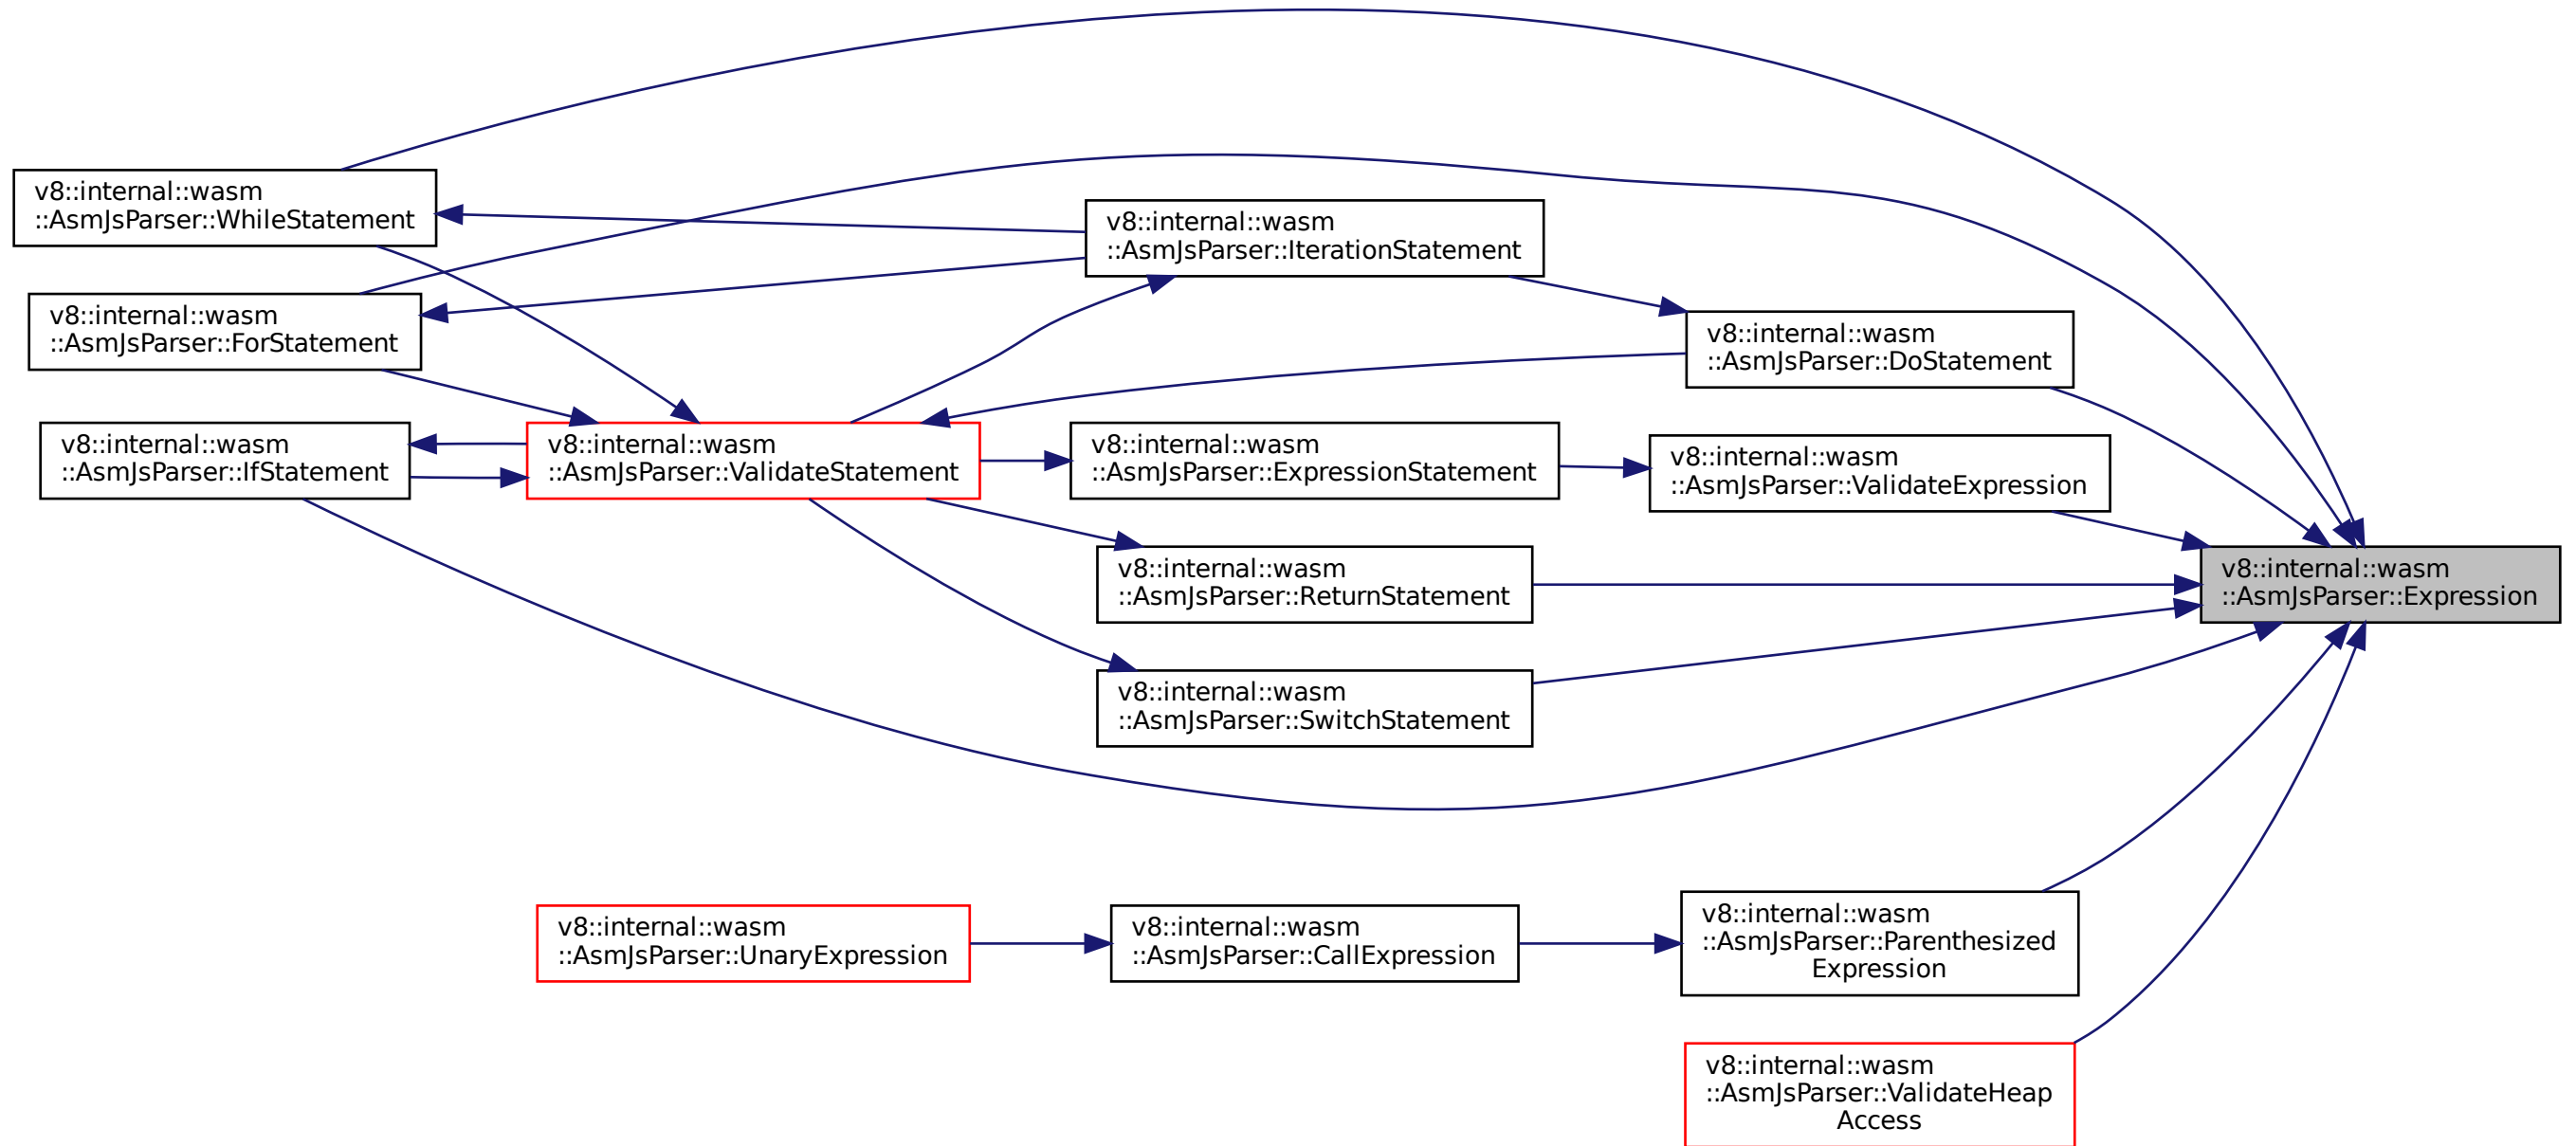 v8::internal::wasm
::AsmJsParser::WhileStatement
v8::internal::wasm
::AsmJsParser::IterationStatement
v8::internal::wasm
::AsmJsParser::ForStatement
v8::internal::wasm
::AsmJsParser::DoStatement
v8::internal::wasm
::AsmJsParser::IfStatement
v8::internal::wasm
::AsmJsParser::ValidateStatement
v8::internal::wasm
::AsmJsParser::ExpressionStatement
v8::internal::wasm
::AsmJsParser::ValidateExpression
v8::internal::wasm
::AsmJsParser::ReturnStatement
v8::internal::wasm
::AsmJsParser::Expression
v8::internal::wasm
::AsmJsParser::SwitchStatement
v8::internal::wasm
::AsmJsParser::UnaryExpression
v8::internal::wasm
::AsmJsParser::CallExpression
v8::internal::wasm
::AsmJsParser::Parenthesized
Expression
v8::internal::wasm
::AsmJsParser::ValidateHeap
Access